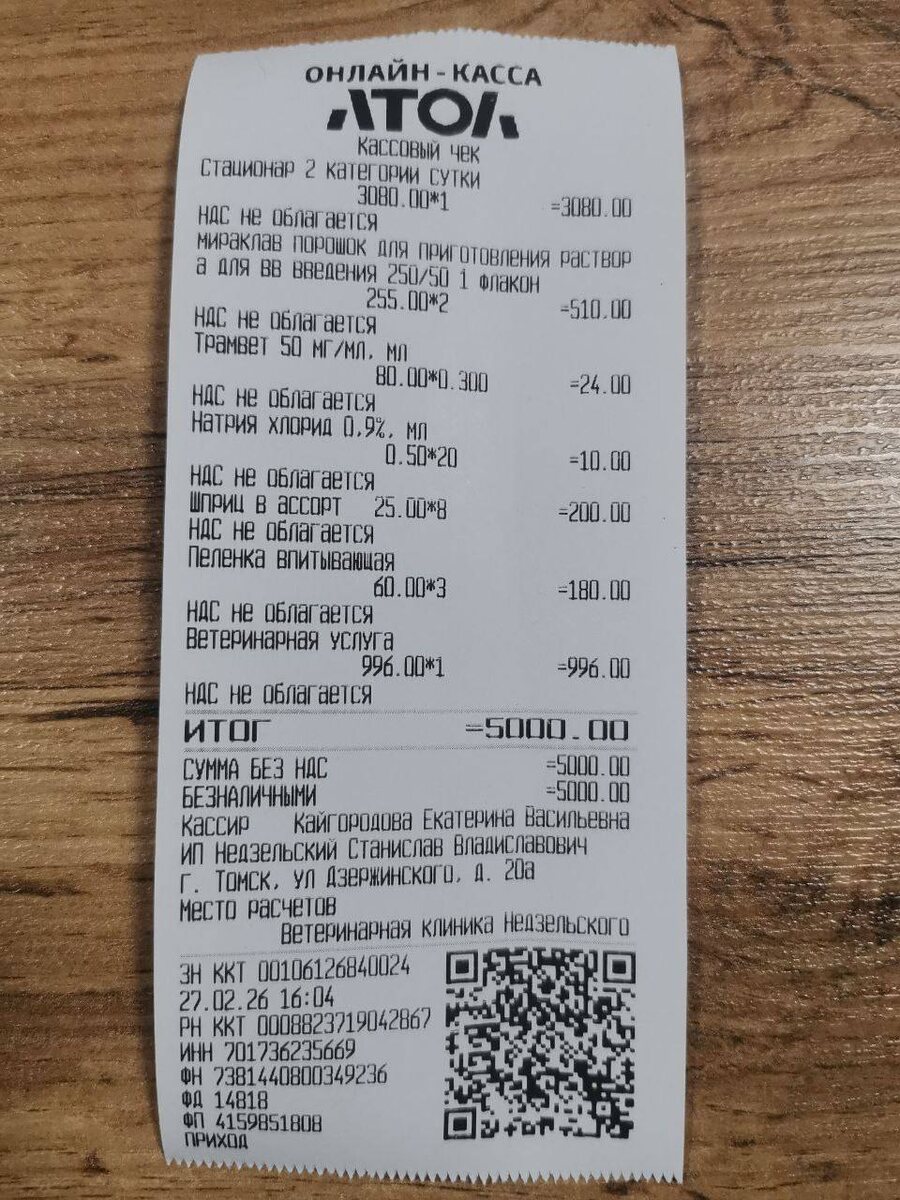 ОНЛАЙН-КАССА
АТОЛ
КАССОВЫЙ ЧЕК
Стационар 2 категории сутки
3080.00*1 =3080.00
НДС не облагается
мираклав порошок для приготовления раствор
а для вв введения 250/50 1 флакон
255.00*2 =510.00
НДС не облагается
Трамвет 50 мг/мл, мл
80.00*0.300 =24.00
НДС не облагается
Натрия хлорид 0,9%, мл
0.50*20 =10.00
НДС не облагается
Шприц в ассорт 25.00*8 =200.00
НДС не облагается
Пеленка впитывающая
60.00*3 =180.00
НДС не облагается
Ветеринарная услуга
996.00*1 =996.00
НДС не облагается
ИТОГ =5000.00
СУММА БЕЗ НДС =5000.00
БЕЗНАЛИЧНЫМИ =5000.00
Кассир Кайгородова Екатерина Васильевна
ИП Недзельский Станислав Владиславович
г. Томск, ул Дзержинского, д. 20а
Место расчетов
Ветеринарная клиника Недзельского
ЗН ККТ 00106126840024
27.02.26 16:04
РН ККТ 0008823719042867
ИНН 701736235669
ФН 7381440800349236
ФД 14818
ФП 4159851808
ПРИХОД